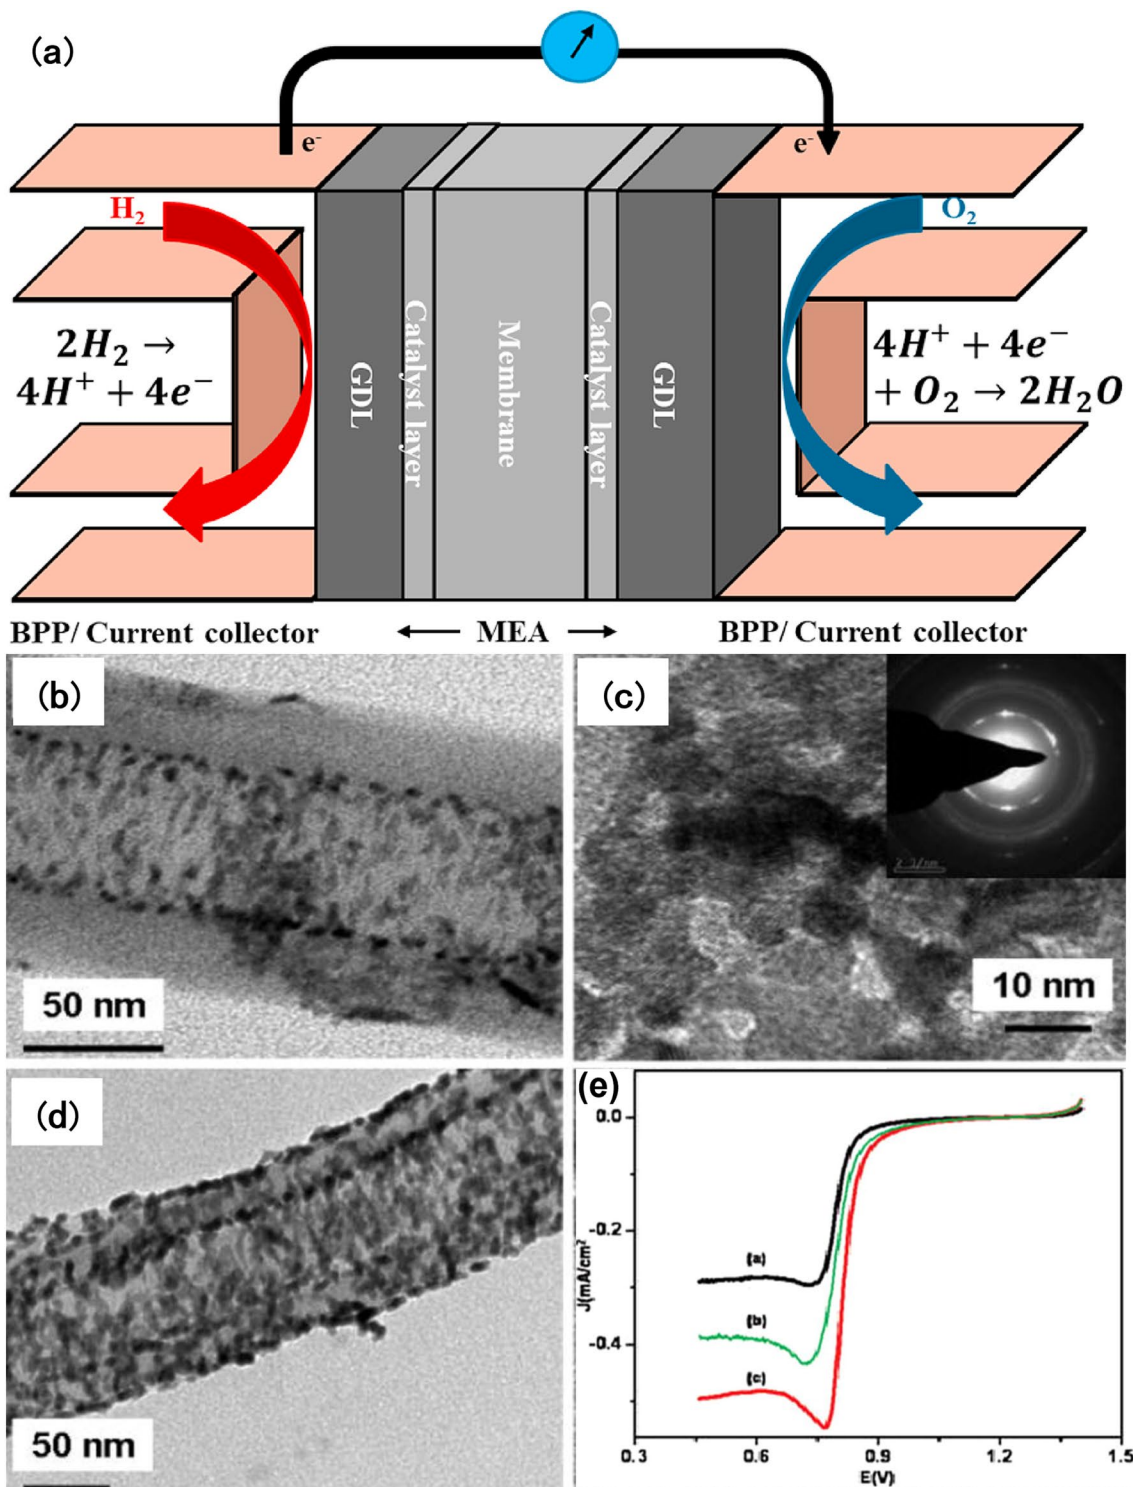 (a)
e-
e-
H2
O2
2H2 →
4H+ + 4e-
GDL
Catalyst layer
Membrane
Catalyst layer
GDL
4H+ + 4e-
+ O2 → 2H2O
BPP/ Current collector
MEA
BPP/ Current collector
(b)
50 nm
(c)
10 nm
(d)
50 nm
(e)
0.0
-0.2
-0.4
J(mA/cm2
(a)
(b)
(c)
0.3
0.6
0.9
1.2
1.5
E(V)